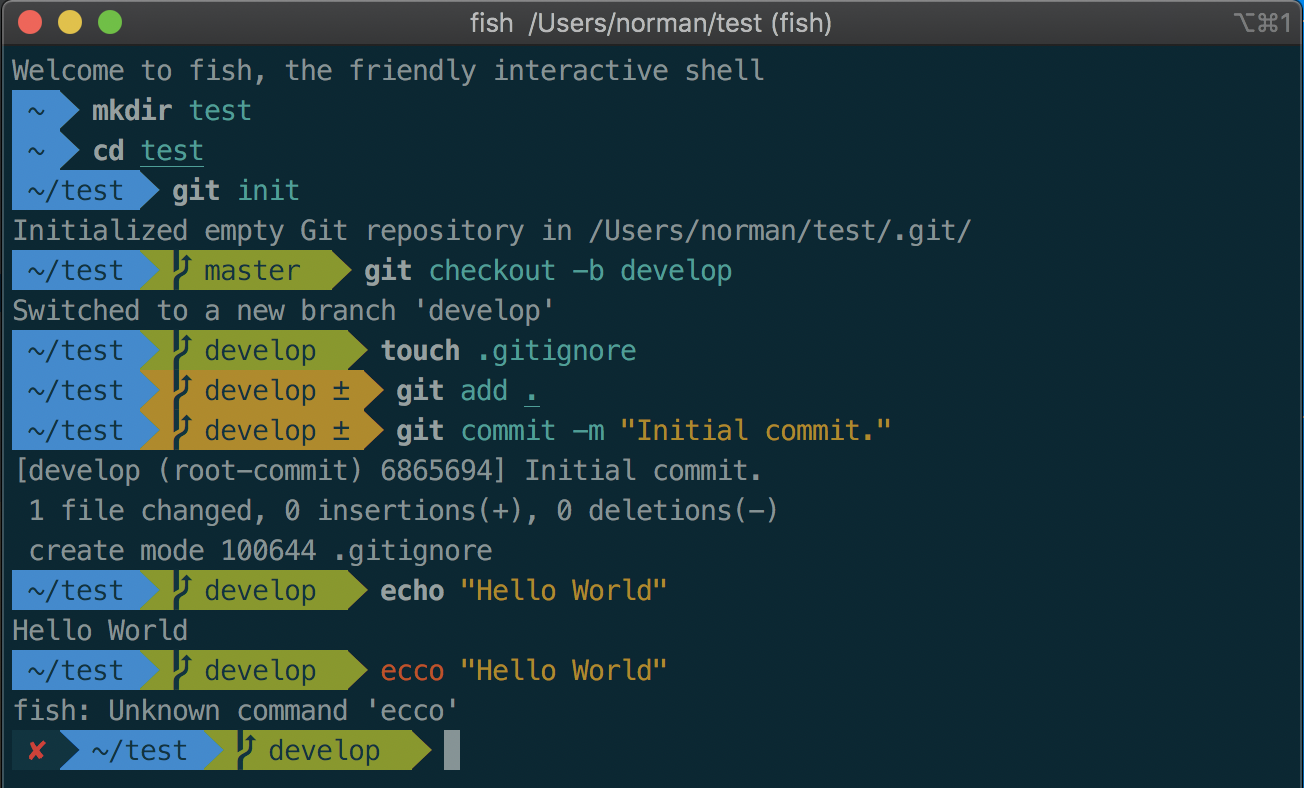 fish /Users/norman/test (fish)
⌥⌘1
Welcome to fish, the friendly interactive shell
~ mkdir test
~ cd test
~/test git init
Initialized empty Git repository in /Users/norman/test/.git/
~/test master git checkout -b develop
Switched to a new branch 'develop'
~/test develop touch .gitignore
~/test develop ± git add .
~/test develop ± git commit -m "Initial commit."
[develop (root-commit) 6865694] Initial commit.
1 file changed, 0 insertions(+), 0 deletions(-)
create mode 100644 .gitignore
~/test develop echo "Hello World"
Hello World
~/test develop ecco "Hello World"
fish: Unknown command 'ecco'
✘ ~/test develop